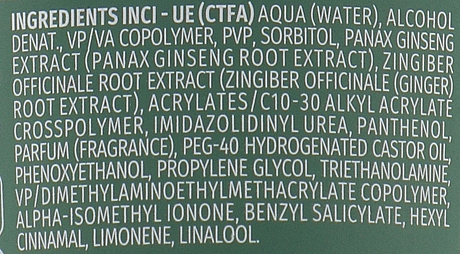 INGREDIENTS INCI - UE (CTFA) AQUA (WATER), ALCOHOL
DENAT., VP/VA COPOLYMER, PVP, SORBITOL, PANAX GINSENG
EXTRACT (PANAX GINSENG ROOT EXTRACT), ZINGIBER
OFFICINALE ROOT EXTRACT (ZINGIBER OFFICINALE (GINGER)
ROOT EXTRACT), ACRYLATES/C10-30 ALKYL ACRYLATE
CROSSPOLYMER, IMIDAZOLIDINYL UREA, PANTHENOL,
PARFUM (FRAGRANCE), PEG-40 HYDROGENATED CASTOR OIL,
PHENOXYETHANOL, PROPYLENE GLYCOL, TRIETHANOLAMINE,
VP/DIMETHYLAMINOETHYLMETHACRYLATE COPOLYMER,
ALPHA-ISOMETHYL IONONE, BENZYL SALICYLATE, HEXYL
CINNAMAL, LIMONENE, LINALOOL.